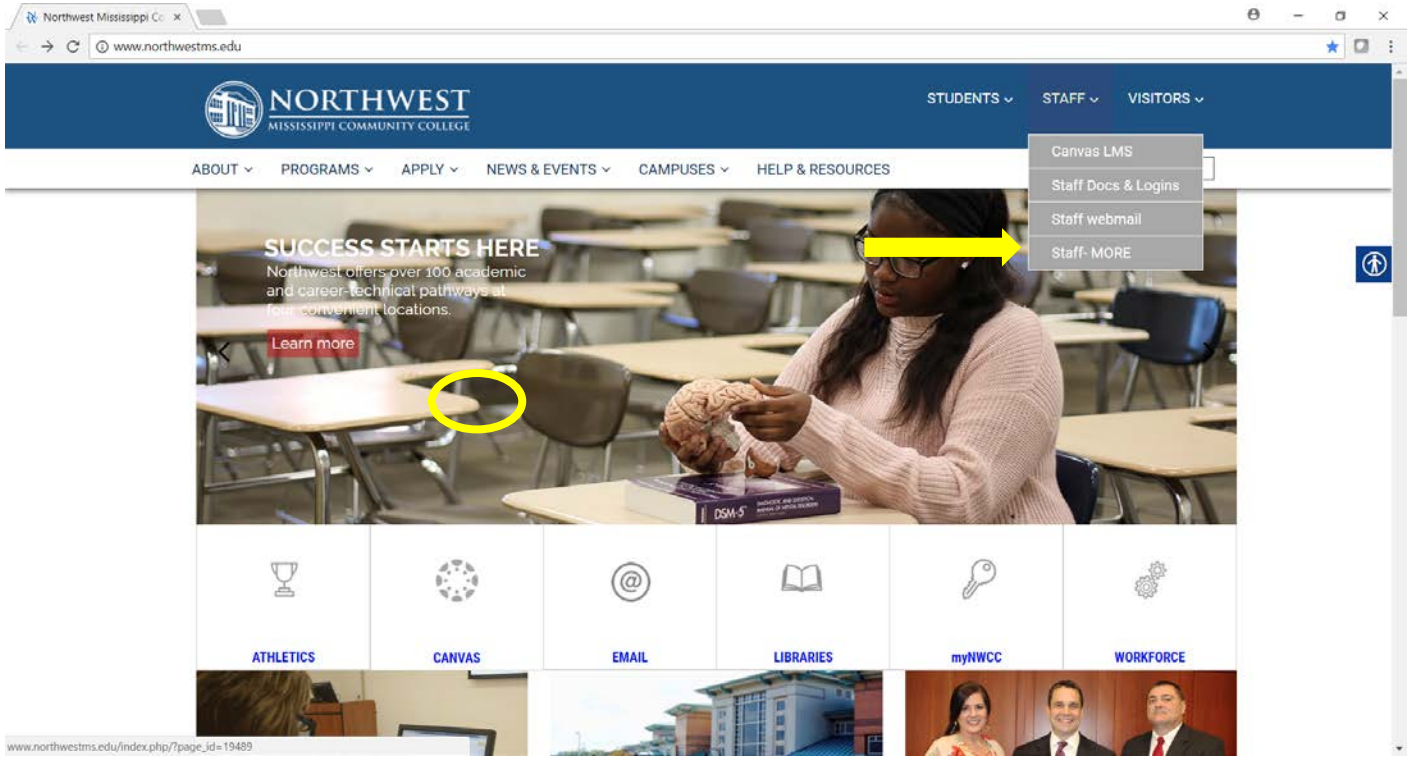 Northwest Mississippi Co
www.northwestms.edu
NORTHWEST
MISSISSIPPI COMMUNITY COLLEGE
STUDENTS
STAFF
VISITORS
Canvas LMS
Staff Docs & Logins
Staff webmail
Staff- MORE
ABOUT
PROGRAMS
APPLY
NEWS & EVENTS
CAMPUSES
HELP & RESOURCES
SUCCESS STARTS HERE
Northwest offers over 100 academic
and career-technical pathways at
four convenient locations.
Learn more
DSM-5
ATHLETICS
CANVAS
EMAIL
LIBRARIES
myNWCC
WORKFORCE
www.northwestms.edu/index.php/?page_id=19489